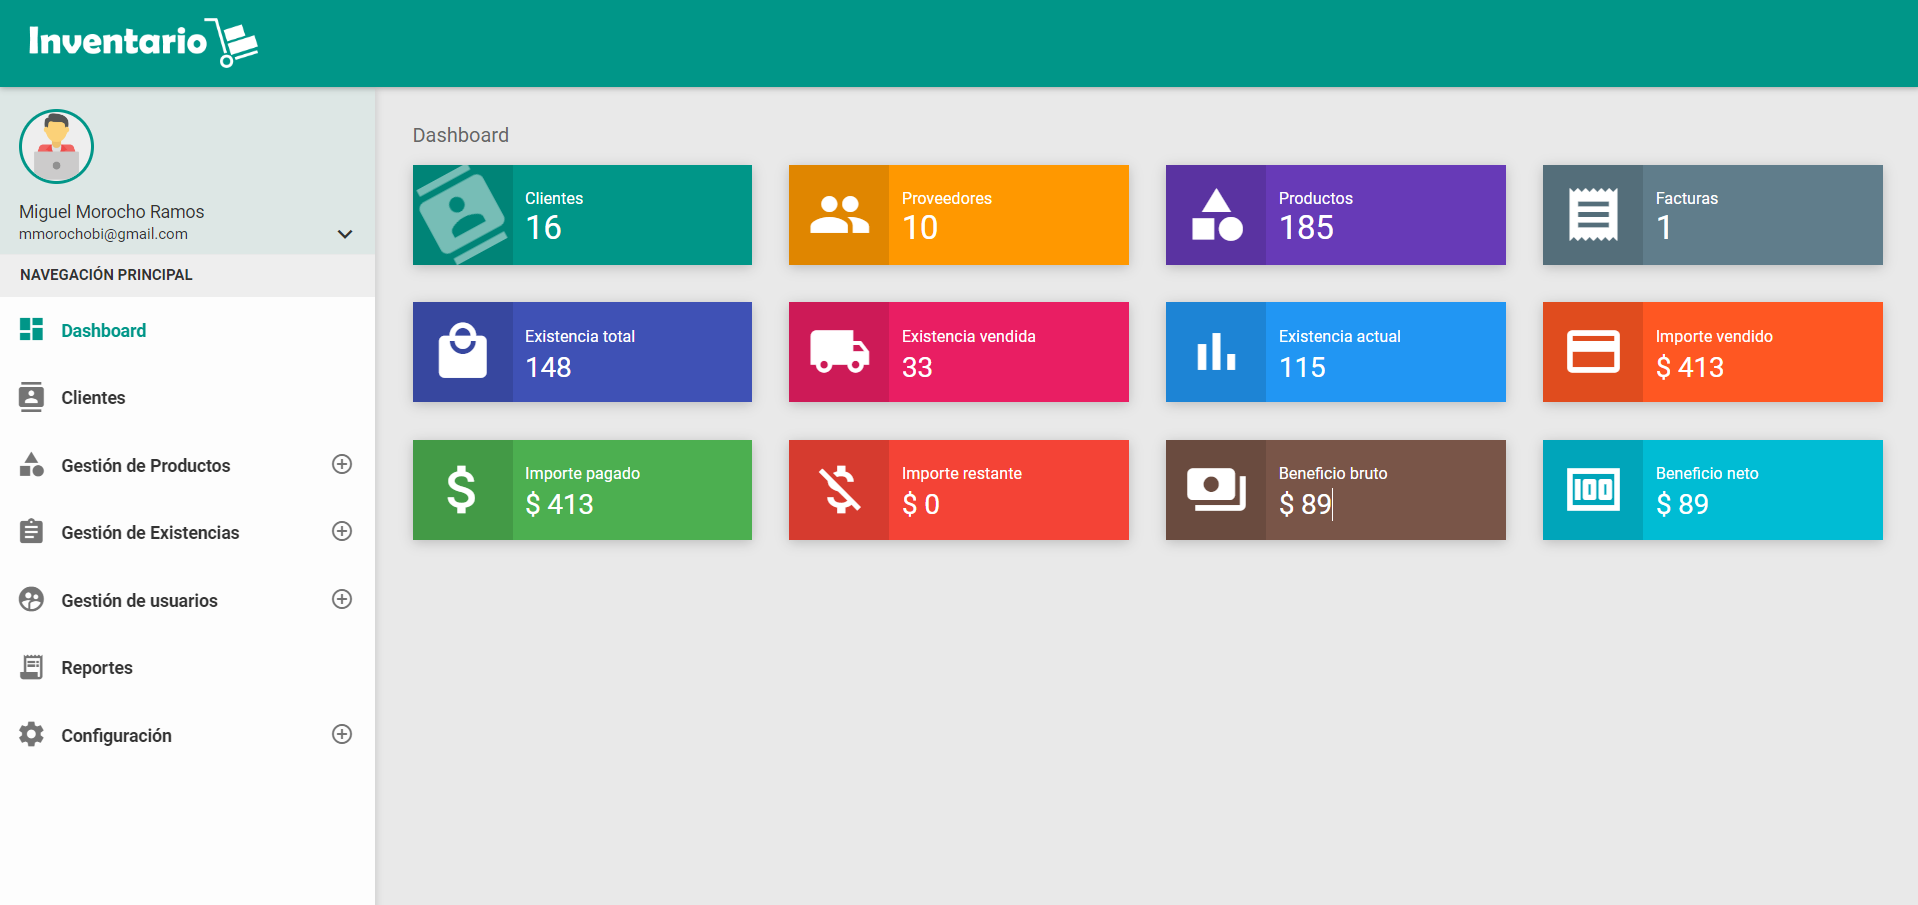 Inventario
Miguel Morocho Ramos
mmorochobi@gmail.com
NAVEGACIÓN PRINCIPAL
Dashboard
Clientes
Gestión de Productos
Gestión de Existencias
Gestión de usuarios
Reportes
Configuración
Dashboard
Clientes
16
Proveedores
10
Productos
185
Facturas
1
Existencia total
148
Existencia vendida
33
Existencia actual
115
Importe vendido
$ 413
Importe pagado
$ 413
Importe restante
$ 0
Beneficio bruto
$ 89
100
Beneficio neto
$ 89